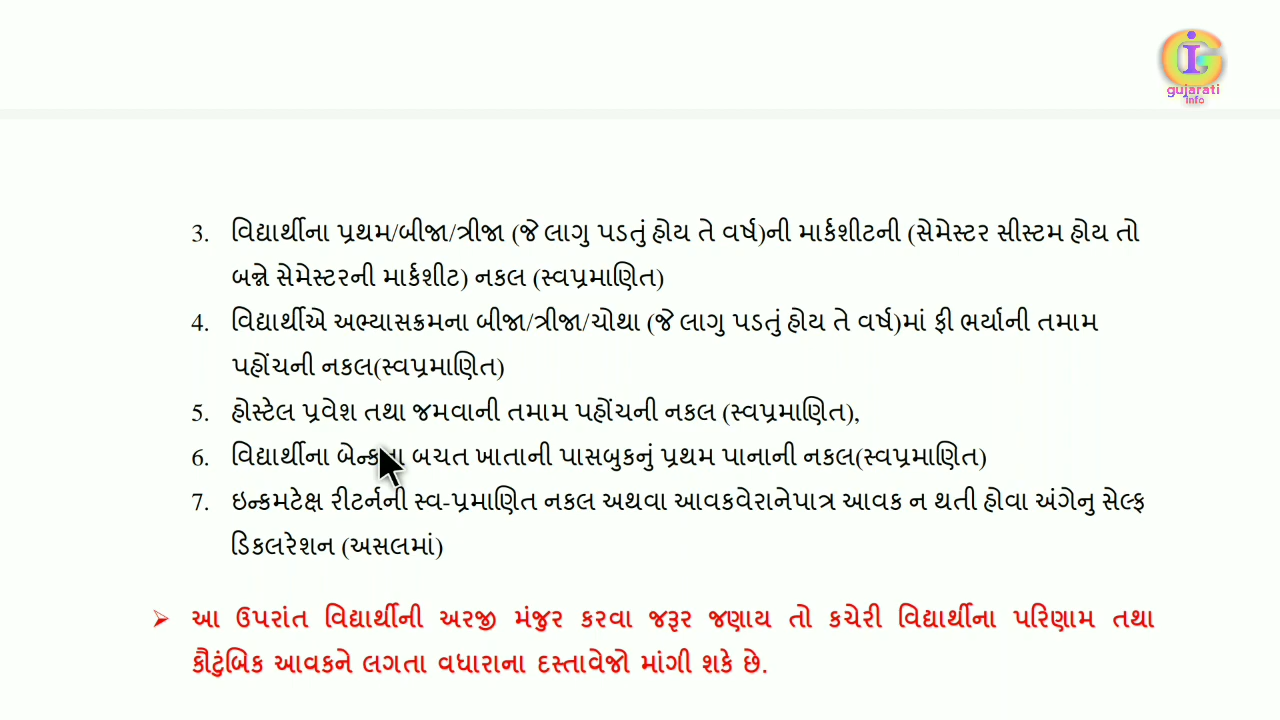 gujarati
info
3. વિદ્યાર્થીના પ્રથમ/બીજા/ત્રીજા (જે લાગુ પડતું હોય તે વર્ષ)ની માર્કશીટની (સેમેસ્ટર સીસ્ટમ હોય તો
બન્ને સેમેસ્ટરની માર્કશીટ) નકલ (સ્વપ્રમાણિત)
4. વિદ્યાર્થીએ અભ્યાસક્રમના બીજા/ત્રીજા/ચોથા (જે લાગુ પડતું હોય તે વર્ષ)માં ફી ભર્યાની તમામ
પહોંચની નકલ(સ્વપ્રમાણિત)
5. હોસ્ટેલ પ્રવેશ તથા જમવાની તમામ પહોંચની નકલ (સ્વપ્રમાણિત),
6. વિદ્યાર્થીના બેન્કના બચત ખાતાની પાસબુકનું પ્રથમ પાનાની નકલ(સ્વપ્રમાણિત)
7. ઇન્કમટેક્ષ રીટર્નની સ્વ-પ્રમાણિત નકલ અથવા આવકવેરાનેપાત્ર આવક ન થતી હોવા અંગેનુ સેલ્ફ
ડિકલરેશન (અસલમાં)
➢ આ ઉપરાંત વિદ્યાર્થીની અરજી મંજુર કરવા જરૂર જણાય તો કચેરી વિદ્યાર્થીના પરિણામ તથા
કૌટુંબિક આવકને લગતા વધારાના દસ્તાવેજો માંગી શકે છે.